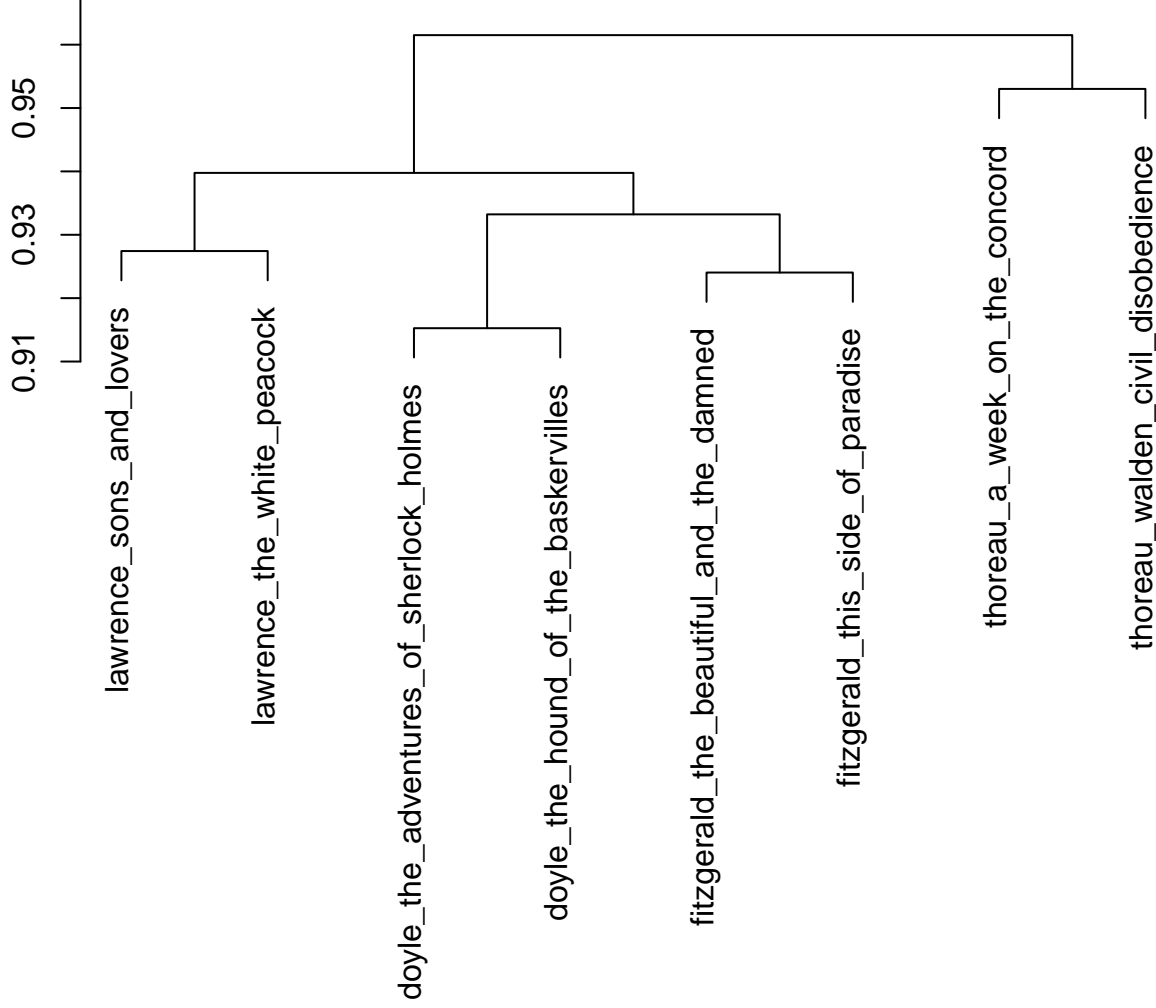 0.95
0.93
0.91
lawrence_sons_and_lovers
lawrence_the_white_peacock
doyle_the_adventures_of_sherlock_holmes
doyle_the_hound_of_the_baskervilles
fitzgerald_the_beautiful_and_the_damned
fitzgerald_this_side_of_paradise
thoreau_a_week_on_the_concord
thoreau_walden_civil_disobedience